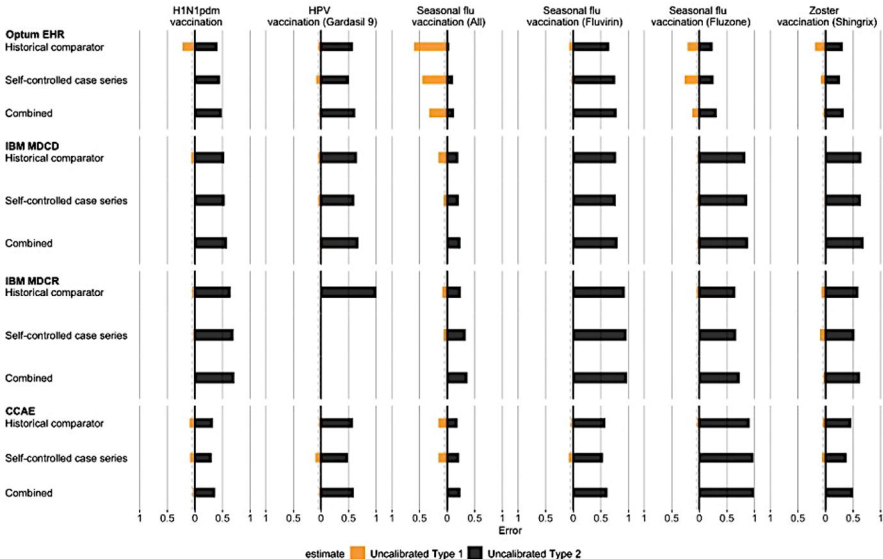 H1N1pdm vaccination
HPV vaccination (Gardasil 9)
Seasonal flu vaccination (All)
Seasonal flu vaccination (Fluvirin)
Seasonal flu vaccination (Fluzone)
Zoster vaccination (Shingrix)
Optum EHR
Historical comparator
Self-controlled case series
Combined
IBM MDCD
Historical comparator
Self-controlled case series
Combined
IBM MDCR
Historical comparator
Self-controlled case series
Combined
CCAE
Historical comparator
Self-controlled case series
Combined
1 0.5 0 0.5 1 1 0.5 0 0.5 1 1 0.5 0 0.5 1 1 0.5 0 0.5 1 1 0.5 0 0.5 1 1 0.5 0 0.5 1
Error
estimate Uncalibrated Type 1 Uncalibrated Type 2